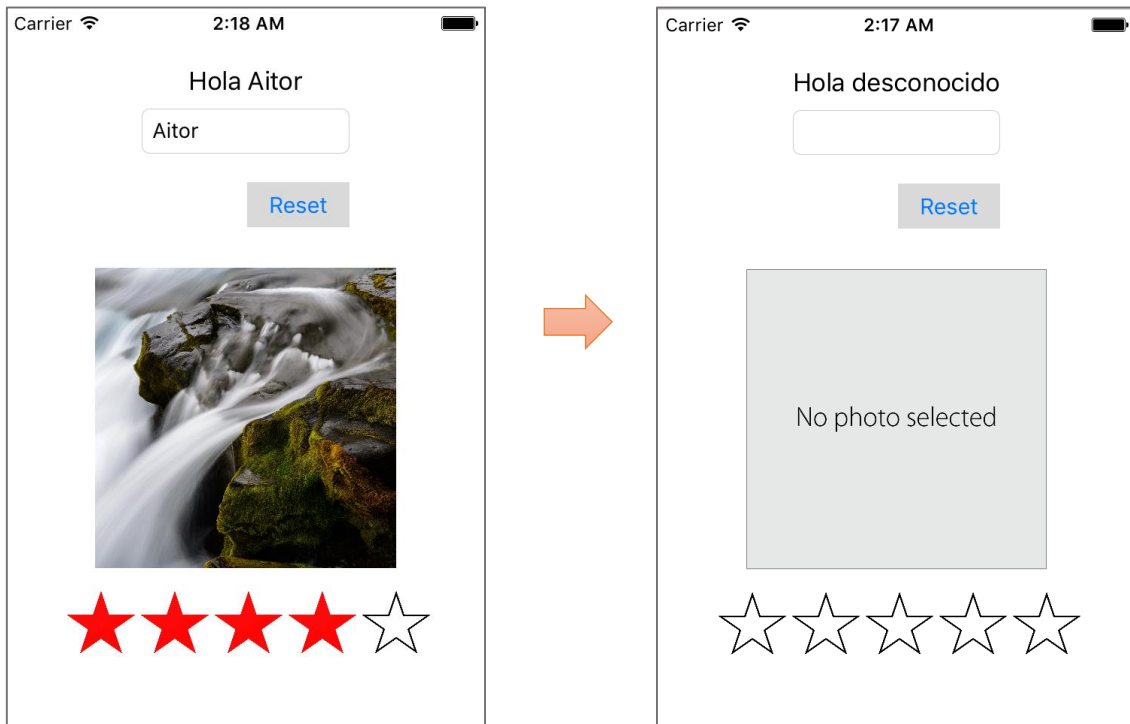 Carrier 2:18 AM
Hola Aitor
Aitor
Reset
Carrier 2:17 AM
Hola desconocido
Reset
No photo selected